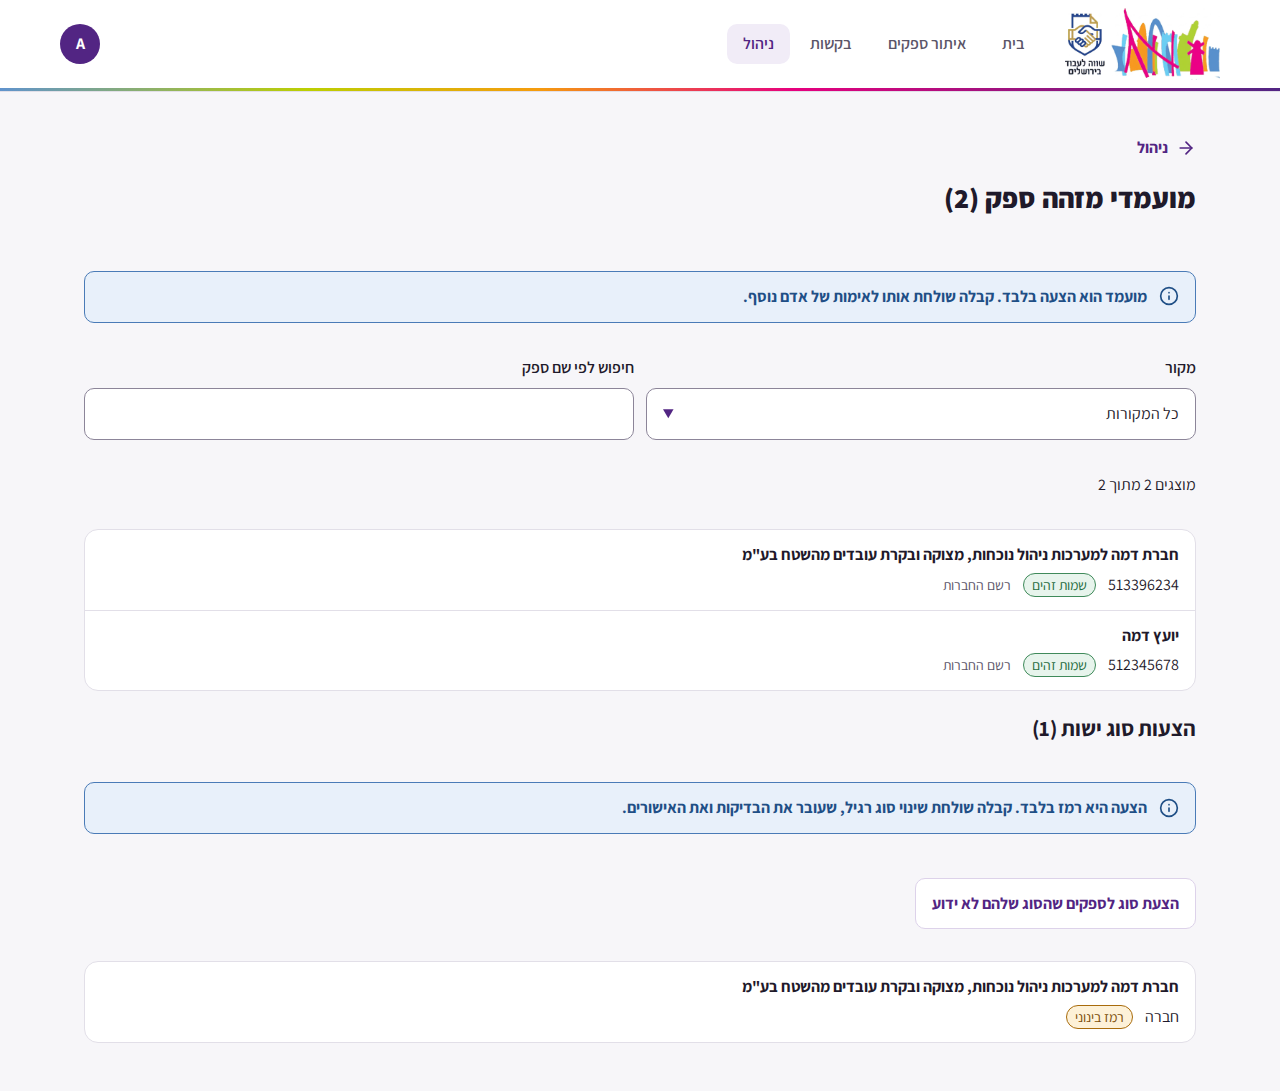 שווה לעבוד
בירושלים
בית
איתור ספקים
בקשות
ניהול
A
ניהול
מועמדי מזהה ספק (2)
מועמד הוא הצעה בלבד. קבלה שולחת אותו לאימות של אדם נוסף.
מקור
חיפוש לפי שם ספק
כל המקורות
מוצגים 2 מתוך 2
חברת דמה למערכות ניהול נוכחות, מצוקה ובקרת עובדים מהשטח בע"מ
513396234 שמות זהים רשם החברות
יועץ דמה
512345678 שמות זהים רשם החברות
הצעות סוג ישות (1)
הצעה היא רמז בלבד. קבלה שולחת שינוי סוג רגיל, שעובר את הבדיקות ואת האישורים.
הצעת סוג לספקים שהסוג שלהם לא ידוע
חברת דמה למערכות ניהול נוכחות, מצוקה ובקרת עובדים מהשטח בע"מ
חברה רמז בינוני